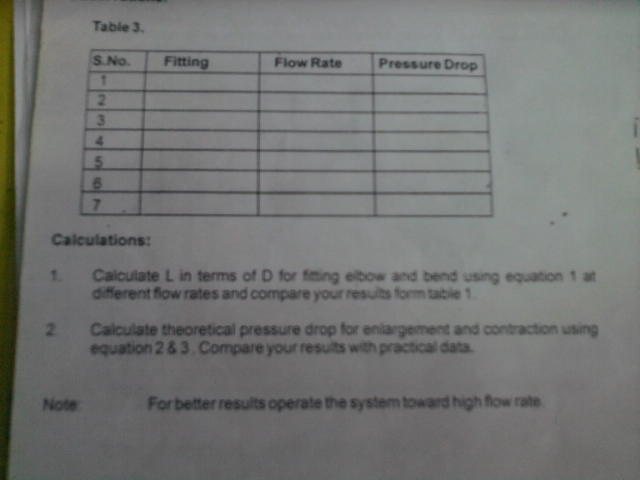 Table 3.
S.No. Fitting Flow Rate Pressure Drop
1
2
3
4
5
6
7
Calculations:
1. Calculate L in terms of D for fitting elbow and bend using equation 1 at
different flow rates and compare your results form table 1.
2. Calculate theoretical pressure drop for enlargement and contraction using
equation 2 & 3. Compare your results with practical data.
Note: For better results operate the system toward high flow rate.